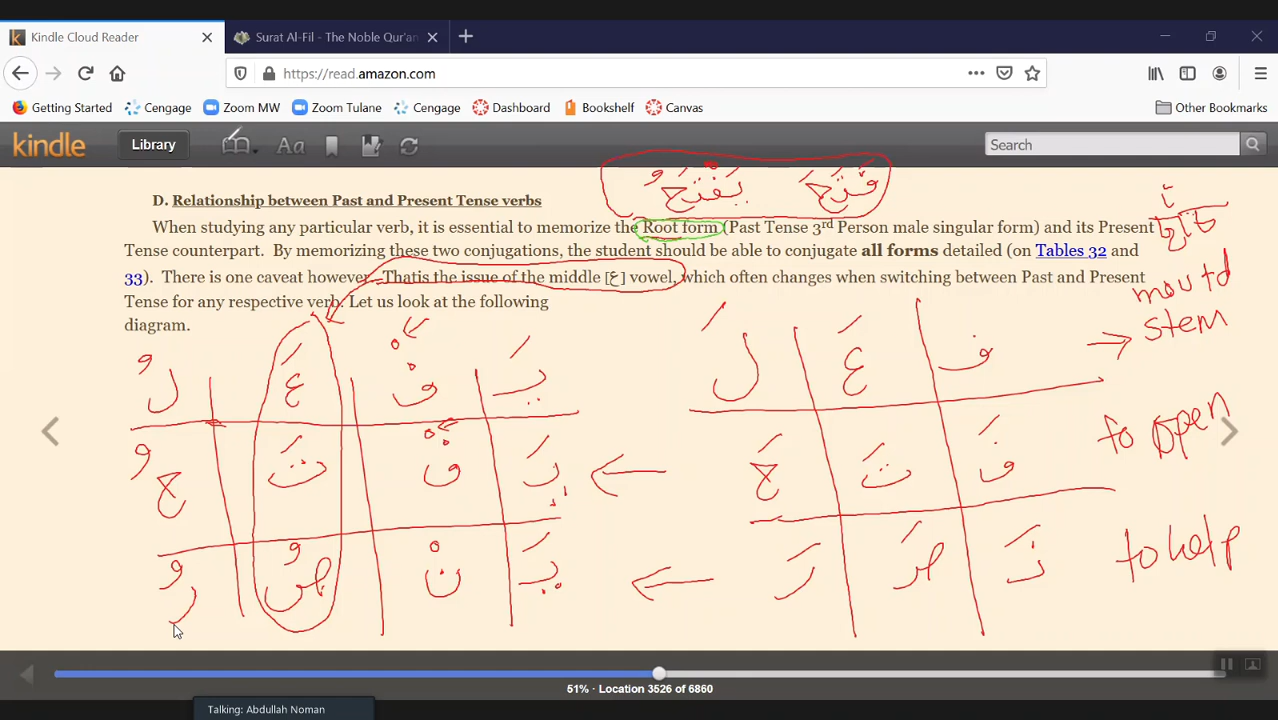 Kindle Cloud Reader
Surat Al-Fil - The Noble Qur'an
https://read.amazon.com
Getting Started
Cengage
Zoom MW
Zoom Tulane
Cengage
Dashboard
Bookshelf
Canvas
Other Bookmarks
kindle
Library
Aa
Search
فَتَحَ يَفْتَحُ
D. Relationship between Past and Present Tense verbs
When studying any particular verb, it is essential to memorize the Root form (Past Tense 3rd Person male singular form) and its Present
Tense counterpart. By memorizing these two conjugations, the student should be able to conjugate all forms detailed (on Tables 32 and
33). There is one caveat however. Thatis the issue of the middle [ع] vowel, which often changes when switching between Past and Present
Tense for any respective verb. Let us look at the following
diagram.
stem
ف عَ لَ
يَ فْ عَ لُ
to open
فَ تَ حَ
يَ فْ تَ حُ
to help
نَ صَ رَ
يَ نْ صُ رُ
51% · Location 3526 of 6860
Talking: Abdullah Noman